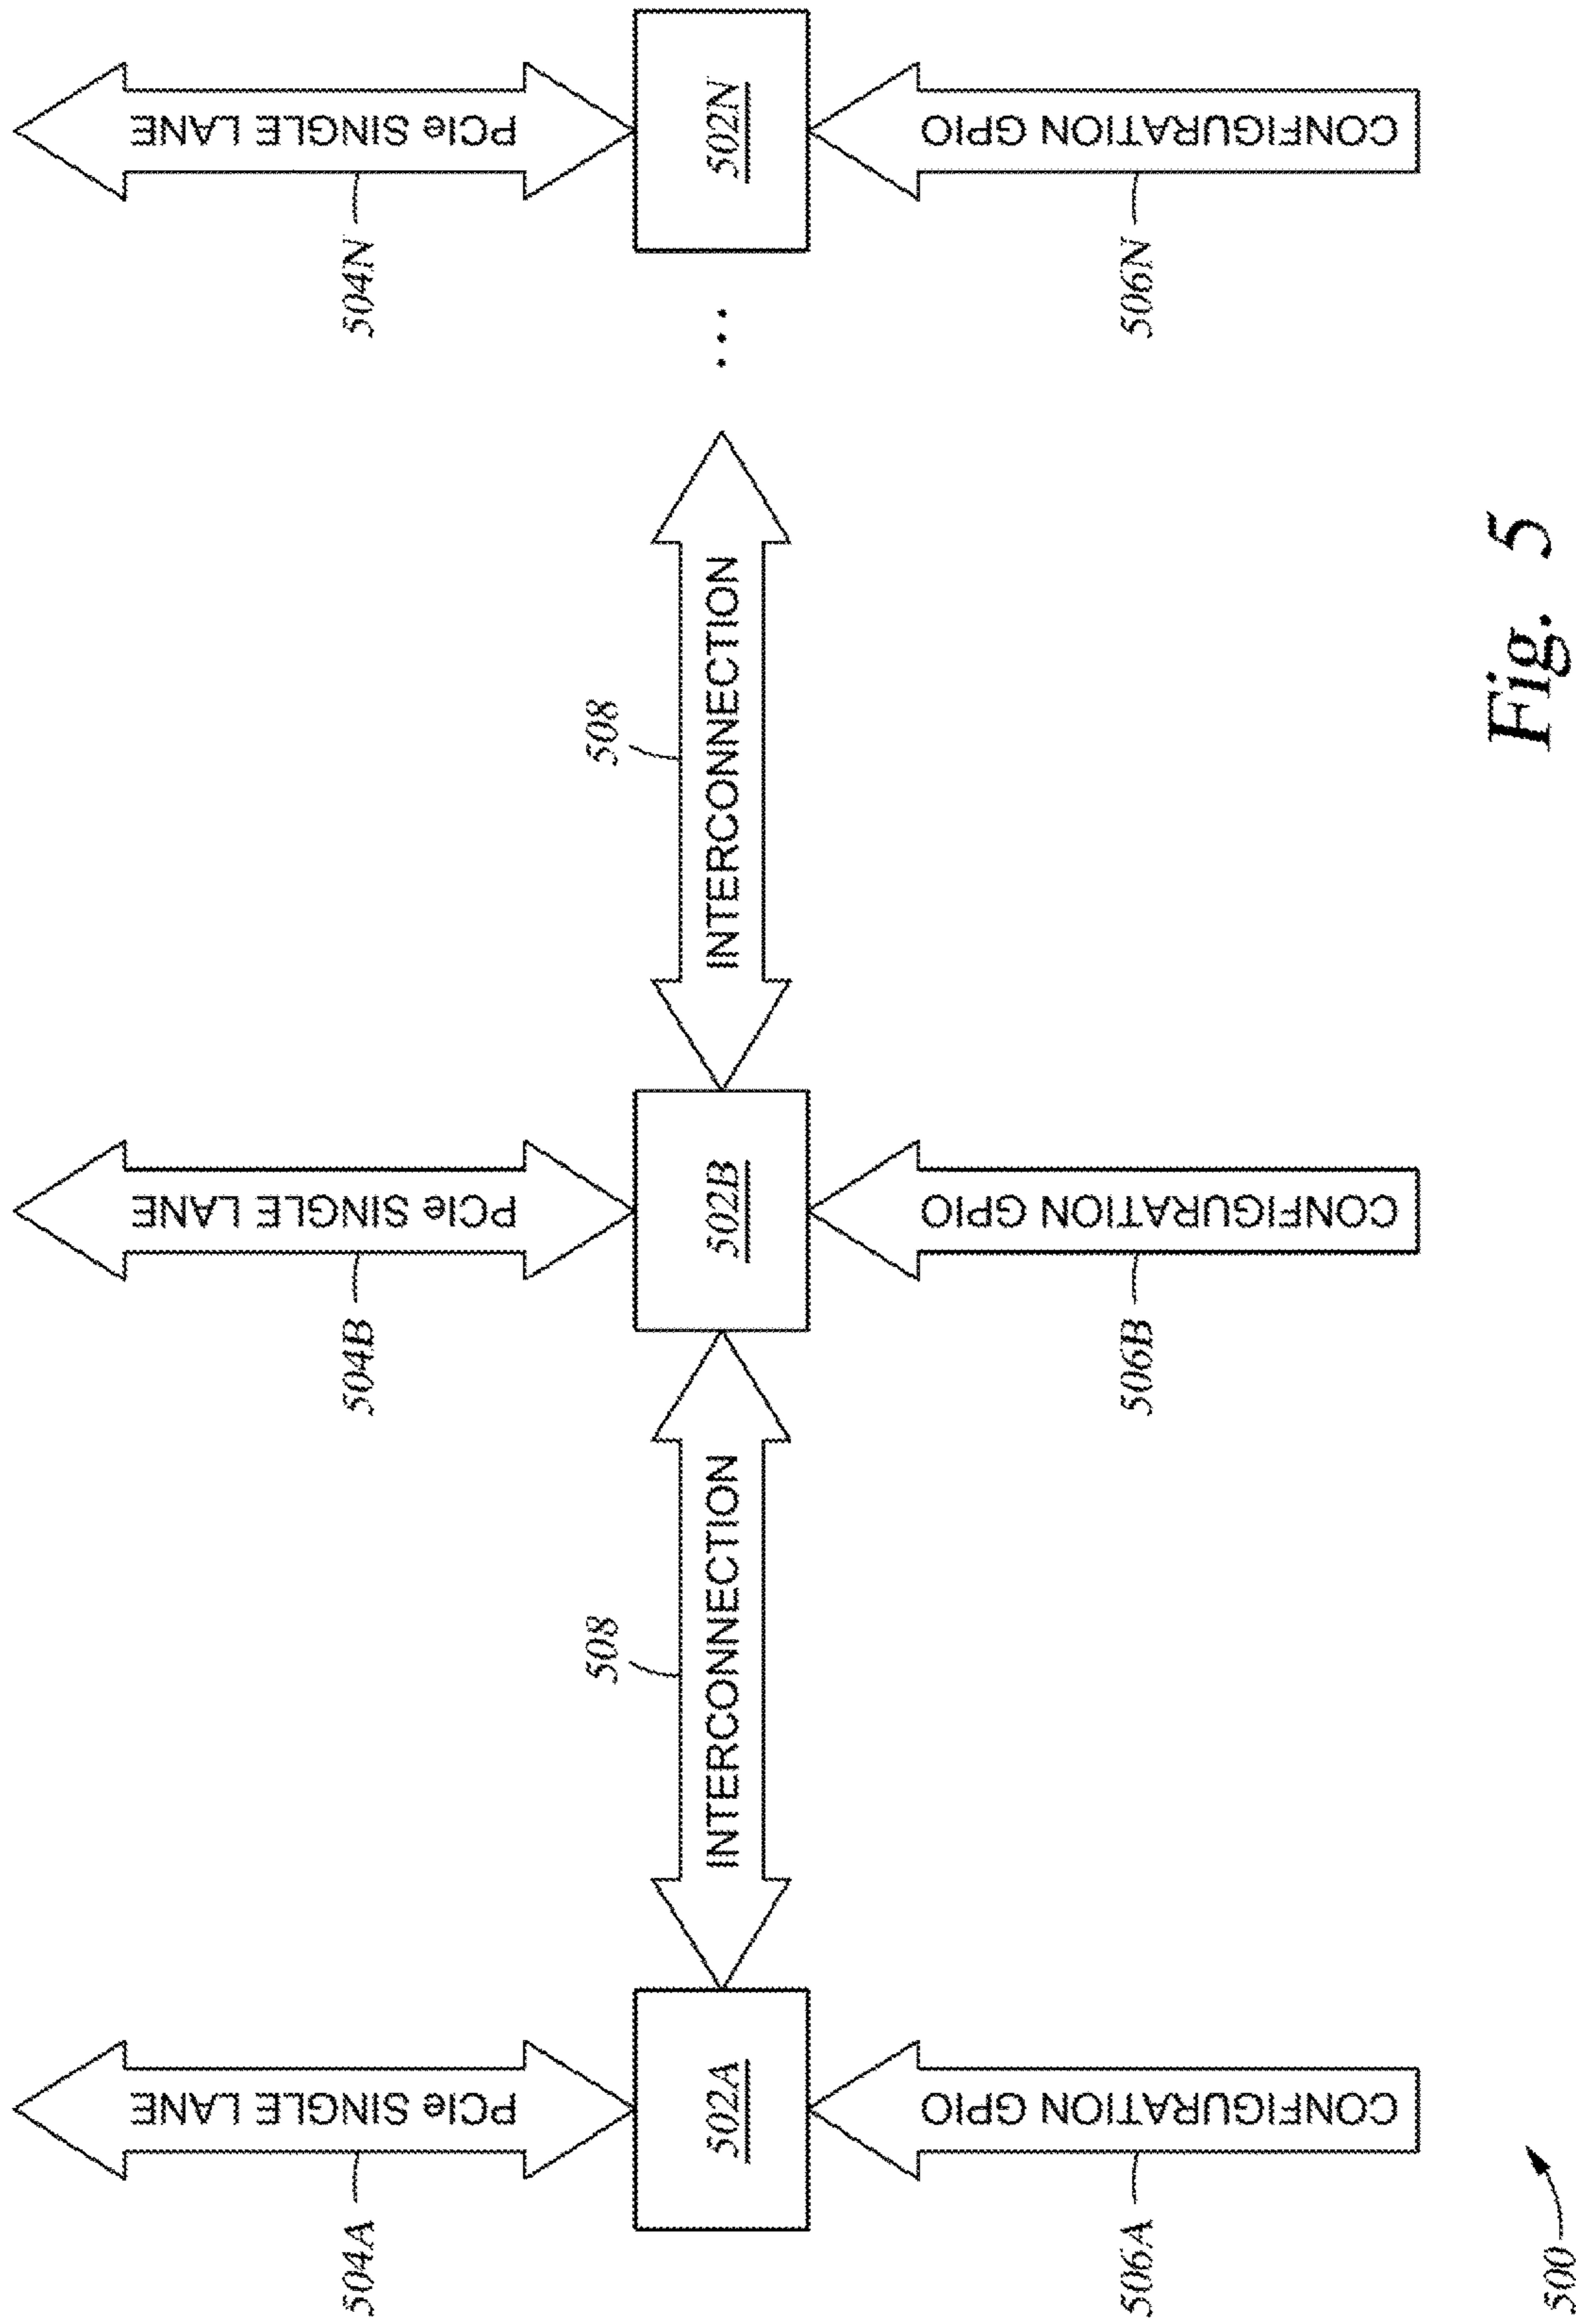 PCIe SINGLE LANE
504A
PCIe SINGLE LANE
504B
PCIe SINGLE LANE
504N
508
508
502A
INTERCONNECTION
502B
INTERCONNECTION
...
502N
CONFIGURATION GPIO
506A
CONFIGURATION GPIO
506B
CONFIGURATION GPIO
506N
500
Fig. 5